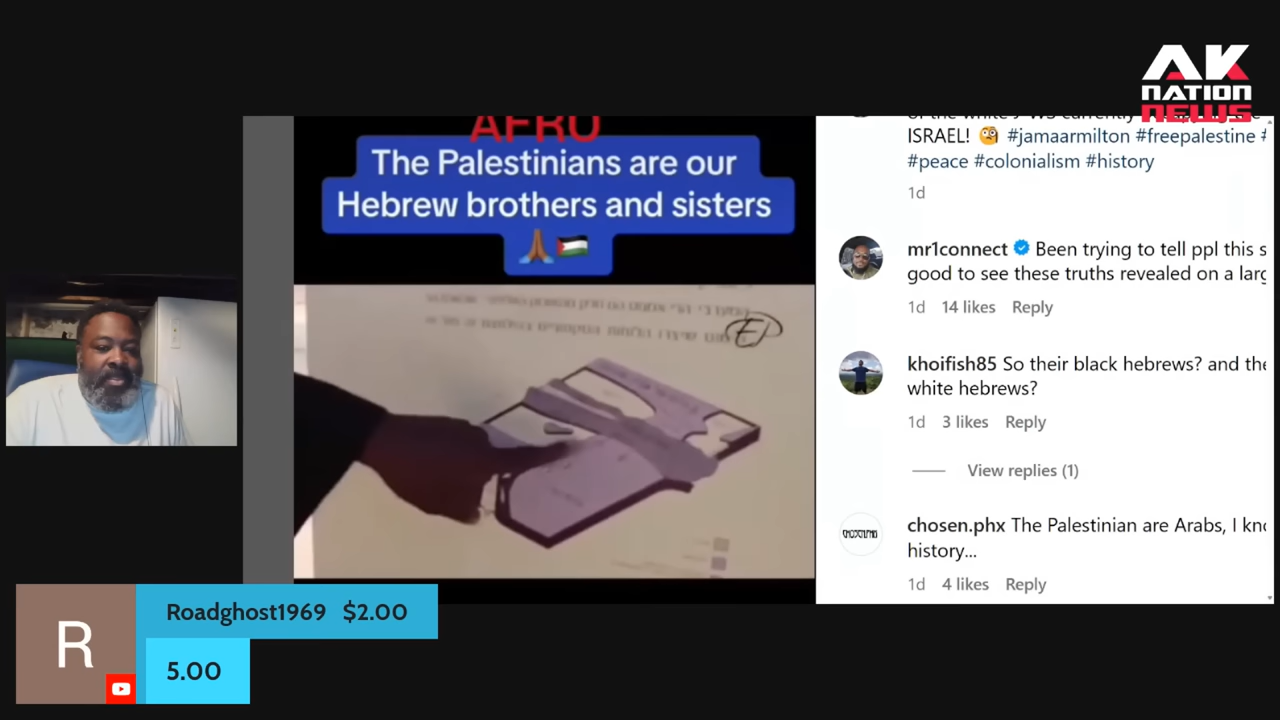 AK
NATION
NEWS
AFRO
The Palestinians are our
Hebrew brothers and sisters
🙏🏾🇵🇸
EP
ISRAEL! 🧐 #jamaarmilton #freepalestine #
#peace #colonialism #history
1d
mr1connect Been trying to tell ppl this s
good to see these truths revealed on a larg
1d 14 likes Reply
khoifish85 So their black hebrews? and the
white hebrews?
1d 3 likes Reply
View replies (1)
chosen.phx The Palestinian are Arabs, I kno
history...
1d 4 likes Reply
R
Roadghost1969 $2.00
5.00